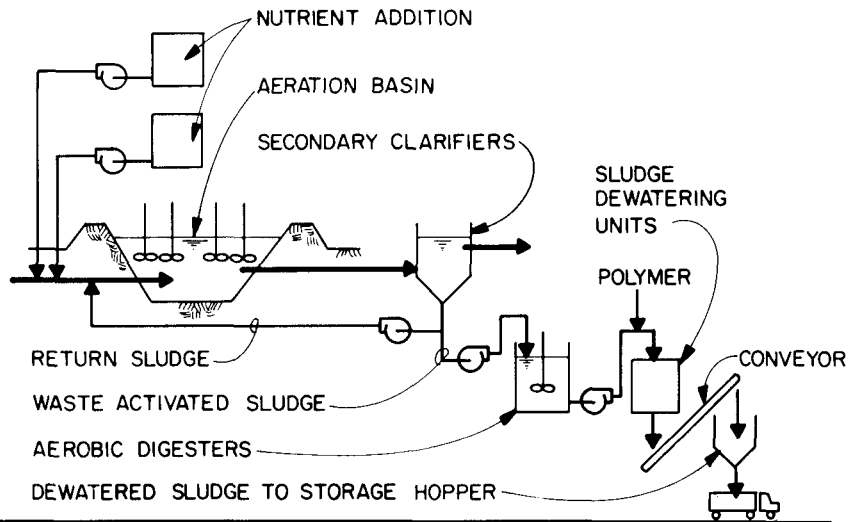 NUTRIENT ADDITION
AERATION BASIN
SECONDARY CLARIFIERS
SLUDGE
DEWATERING
UNITS
POLYMER
CONVEYOR
RETURN SLUDGE
WASTE ACTIVATED SLUDGE
AEROBIC DIGESTERS
DEWATERED SLUDGE TO STORAGE HOPPER